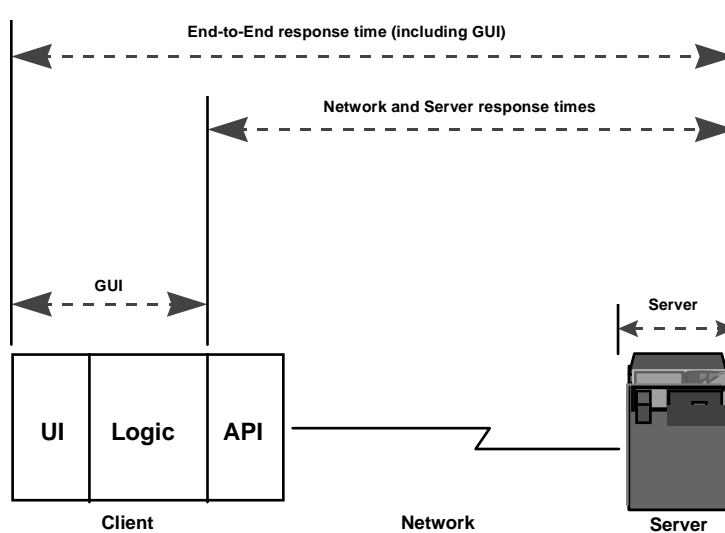 End-to-End response time (including GUI)
Network and Server response times
GUI
Server
UI
Logic
API
Client
Network
Server